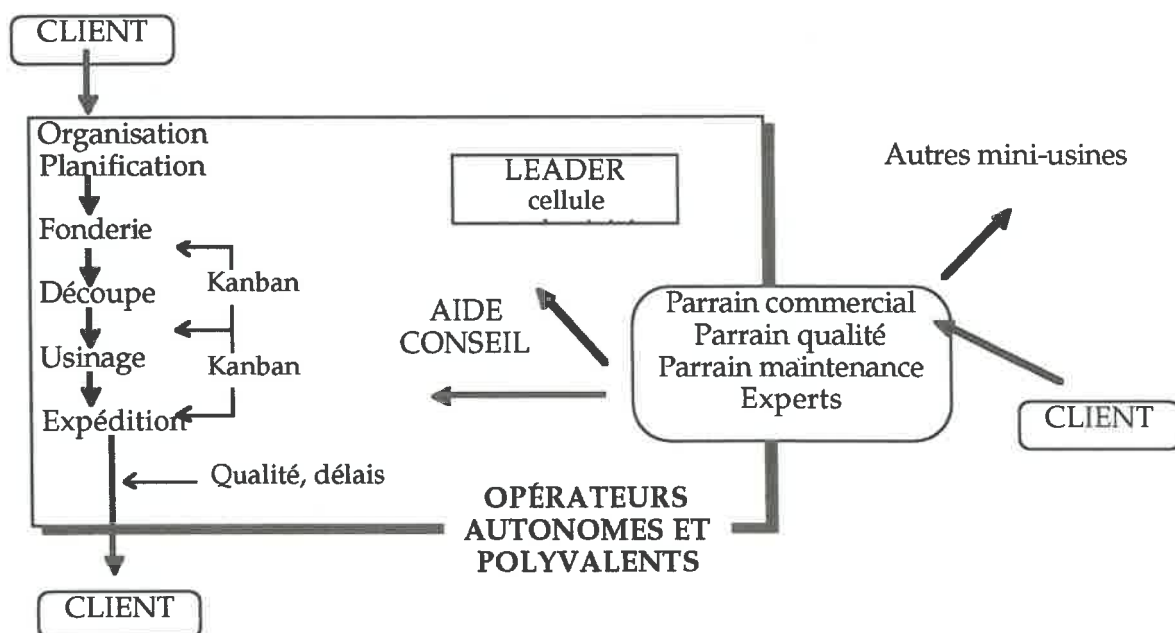 CLIENT
Organisation
Planification
Fonderie
Découpe
Usinage
Expédition
Kanban
Kanban
Qualité, délais
CLIENT
LEADER
cellule
AIDE
CONSEIL
OPÉRATEURS
AUTONOMES ET
POLYVALENTS
Autres mini-usines
Parrain commercial
Parrain qualité
Parrain maintenance
Experts
CLIENT